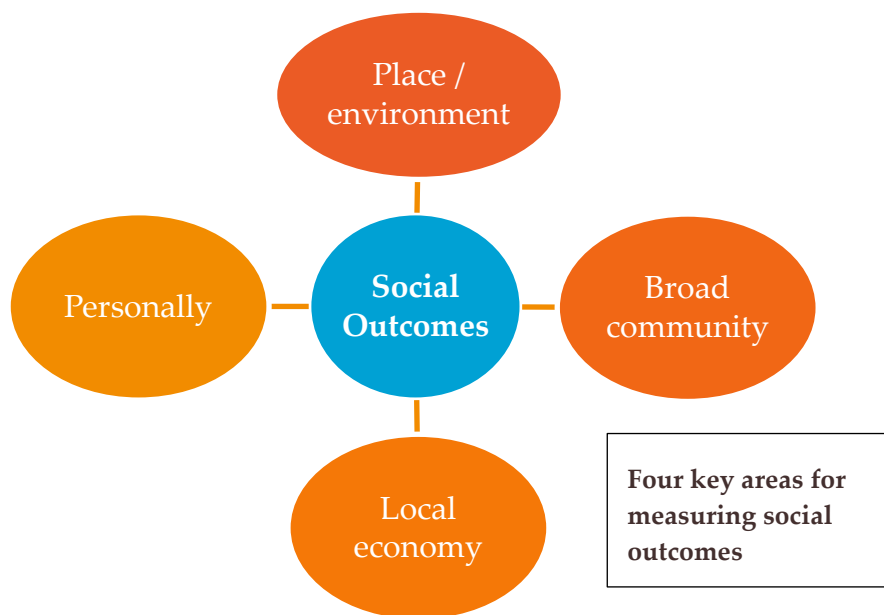 Place /
environment
Personally
Social
Outcomes
Broad
community
Local
economy
Four key areas for
measuring social
outcomes